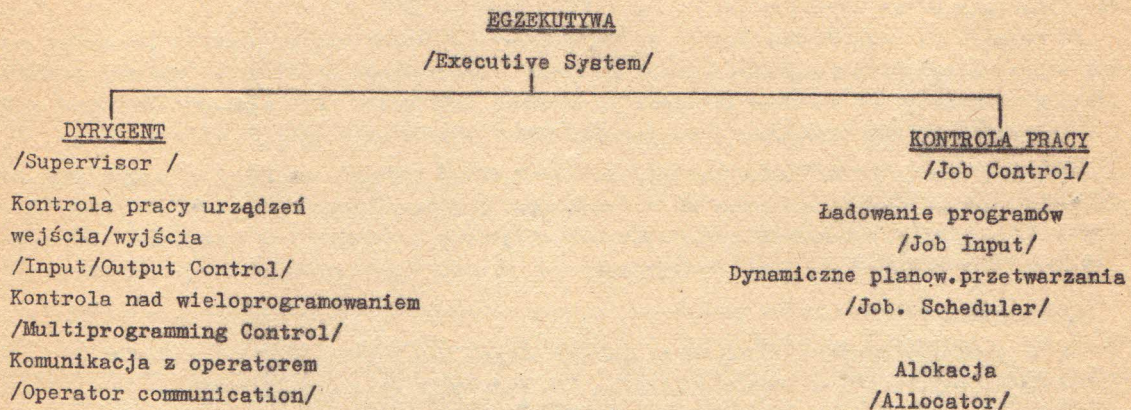 EGZEKUTYWA
/Executive System/
DYRYGENT
/Supervisor /
Kontrola pracy urządzeń
wejścia/wyjścia
/Input/Output Control/
Kontrola nad wieloprogramowaniem
/Multiprogramming Control/
Komunikacja z operatorem
/Operator communication/
KONTROLA PRACY
/Job Control/
Ładowanie programów
/Job Input/
Dynamiczne planow.przetwarzania
/Job. Scheduler/
Alokacja
/Allocator/